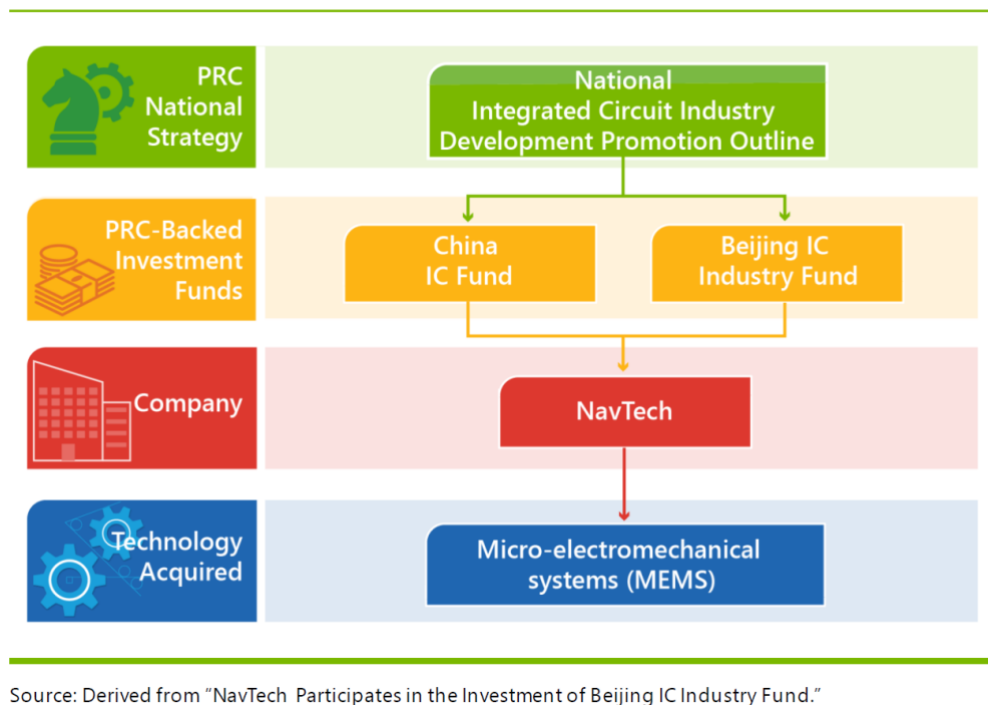 PRC
National
Strategy
National
Integrated Circuit Industry
Development Promotion Outline
PRC-Backed
Investment
Funds
China
IC Fund
Beijing IC
Industry Fund
Company
NavTech
Technology
Acquired
Micro-electromechanical
systems (MEMS)
Source: Derived from “NavTech Participates in the Investment of Beijing IC Industry Fund.”